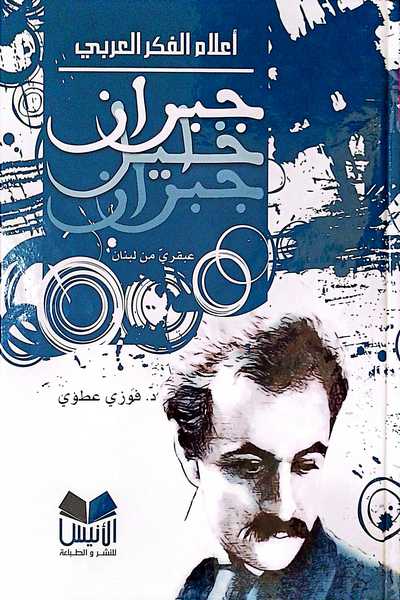 أعلام الفكر العربي
جبران
خليل
جبران
عبقريّ من لبنان
د. فوزي عطوي
الأنيس
للنشر و الطباعة